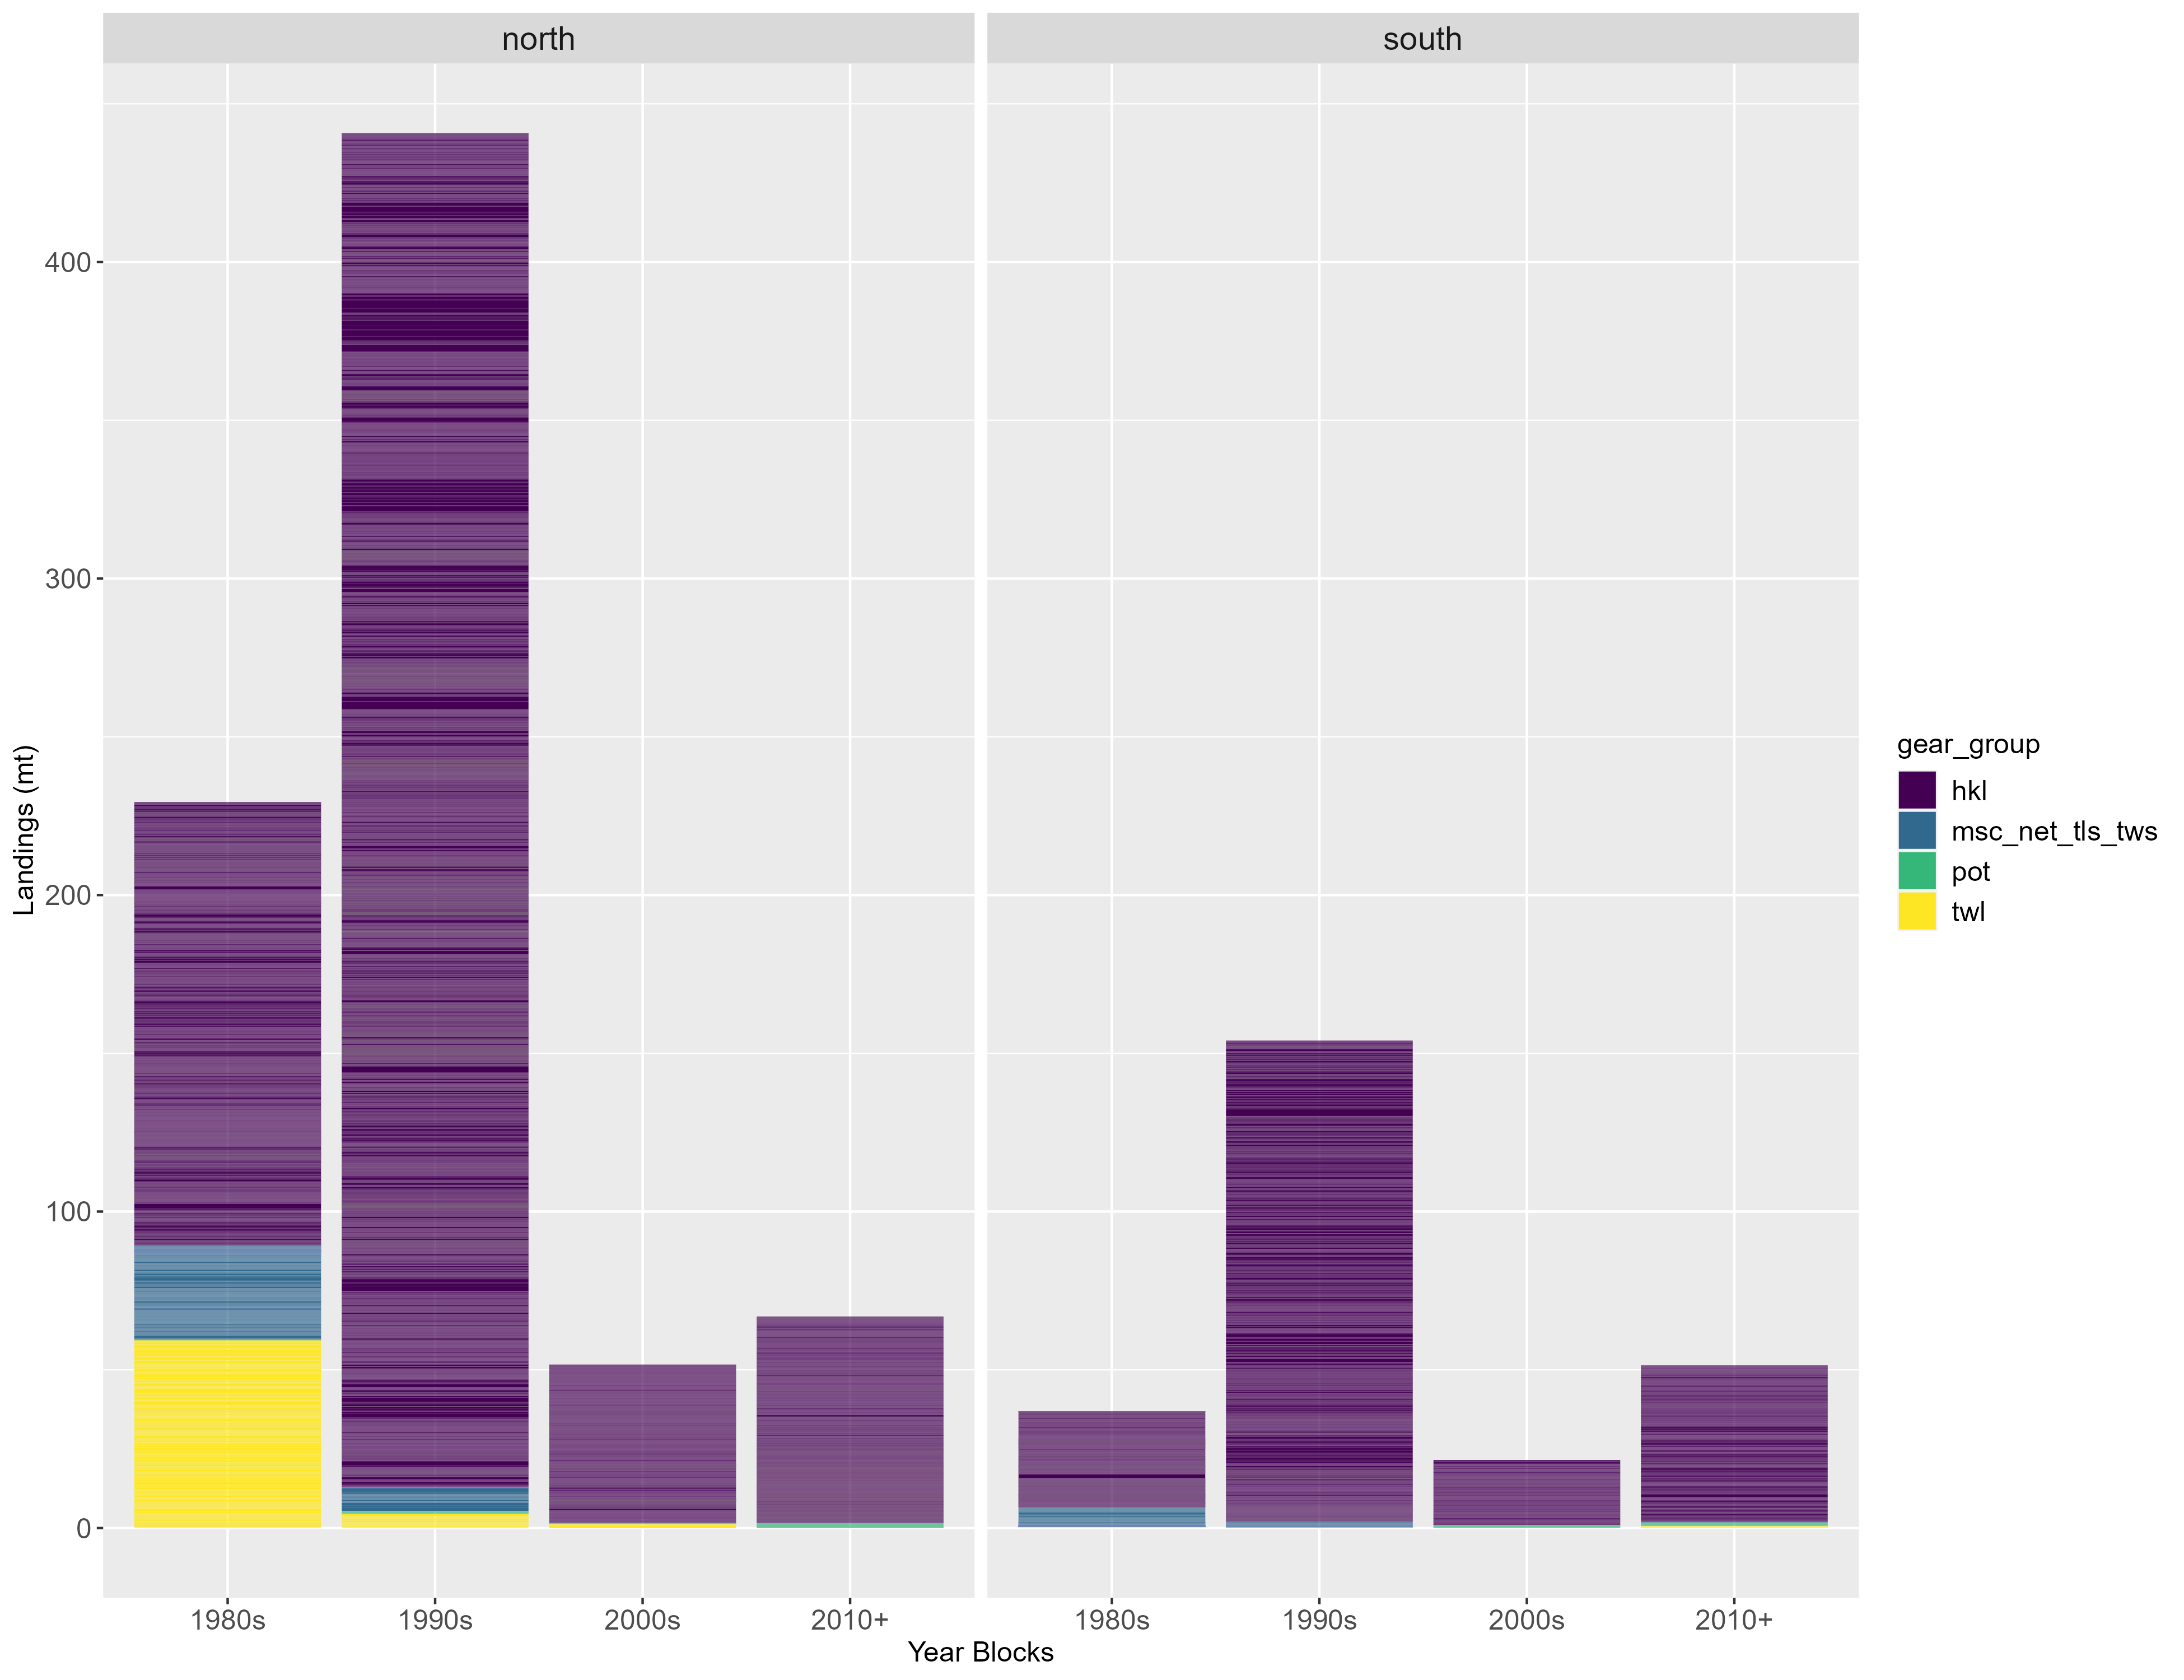 north
south
Landings (mt)
400
300
200
100
0
1980s
1990s
2000s
2010+
1980s
1990s
2000s
2010+
Year Blocks
gear_group
hkl
msc_net_tls_tws
pot
twl